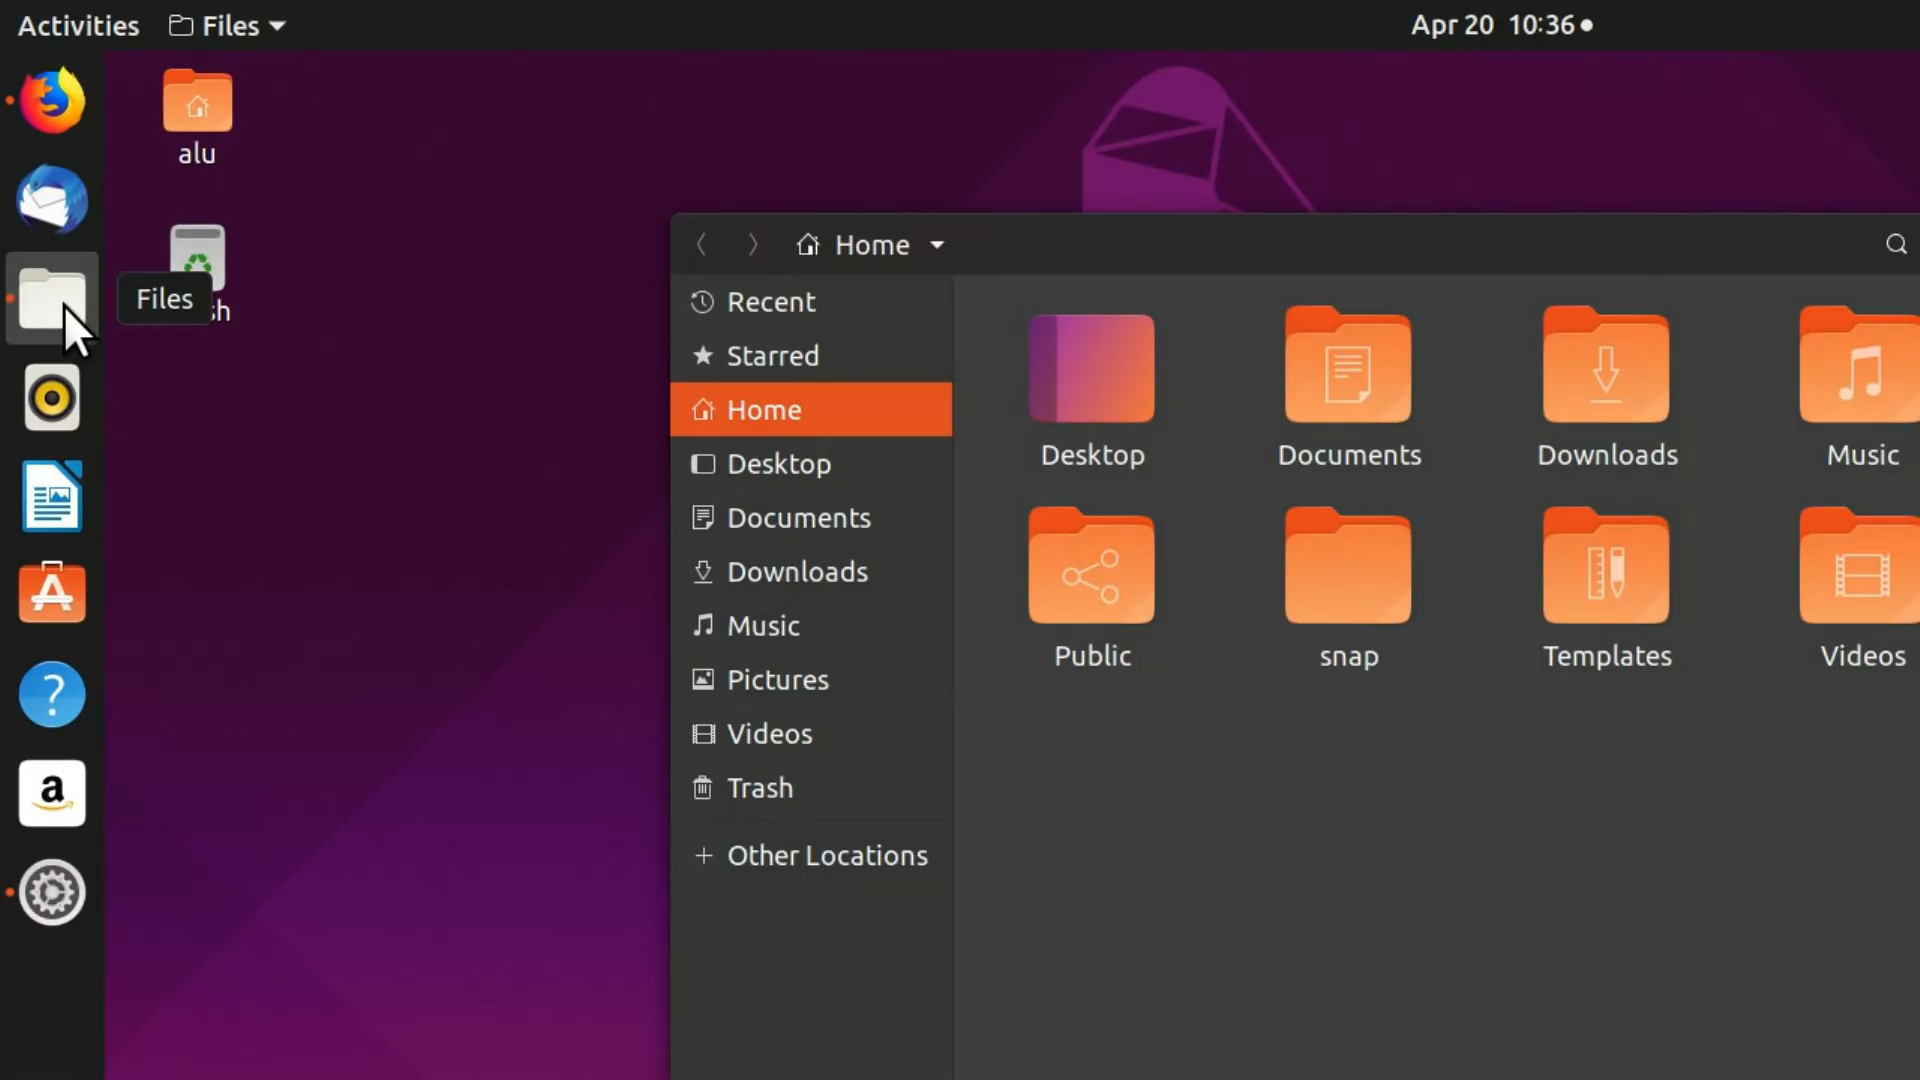 Activities
Files
Apr 20 10:36
alu
Files
sh
Home
Recent
Starred
Home
Desktop
Documents
Downloads
Music
Pictures
Videos
Trash
+ Other Locations
Desktop
Documents
Downloads
Music
Public
snap
Templates
Videos
?
a